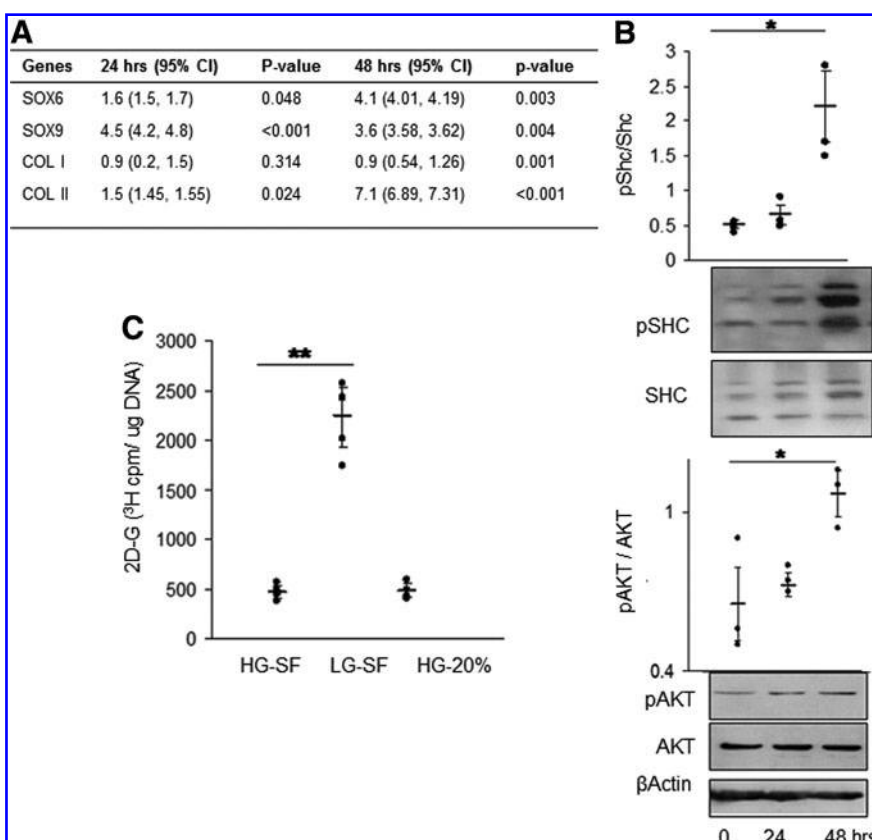 A
Genes 24 hrs (95% CI) P-value 48 hrs (95% CI) p-value
SOX6 1.6 (1.5, 1.7) 0.048 4.1 (4.01, 4.19) 0.003
SOX9 4.5 (4.2, 4.8) <0.001 3.6 (3.58, 3.62) 0.004
COL I 0.9 (0.2, 1.5) 0.314 0.9 (0.54, 1.26) 0.001
COL II 1.5 (1.45, 1.55) 0.024 7.1 (6.89, 7.31) <0.001
B
*
3
2.5
2
1.5
1
0.5
0
pShc/Shc
pSHC
SHC
*
1
0.4
pAKT / AKT
pAKT
AKT
βActin
0 24 48 hrs
C
**
3000
2500
2000
1500
1000
500
0
2D-G (³H cpm/ ug DNA)
HG-SF LG-SF HG-20%